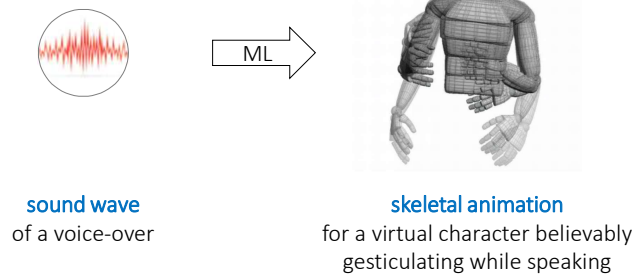 ML
sound wave
of a voice-over
skeletal animation
for a virtual character believably
gesticulating while speaking